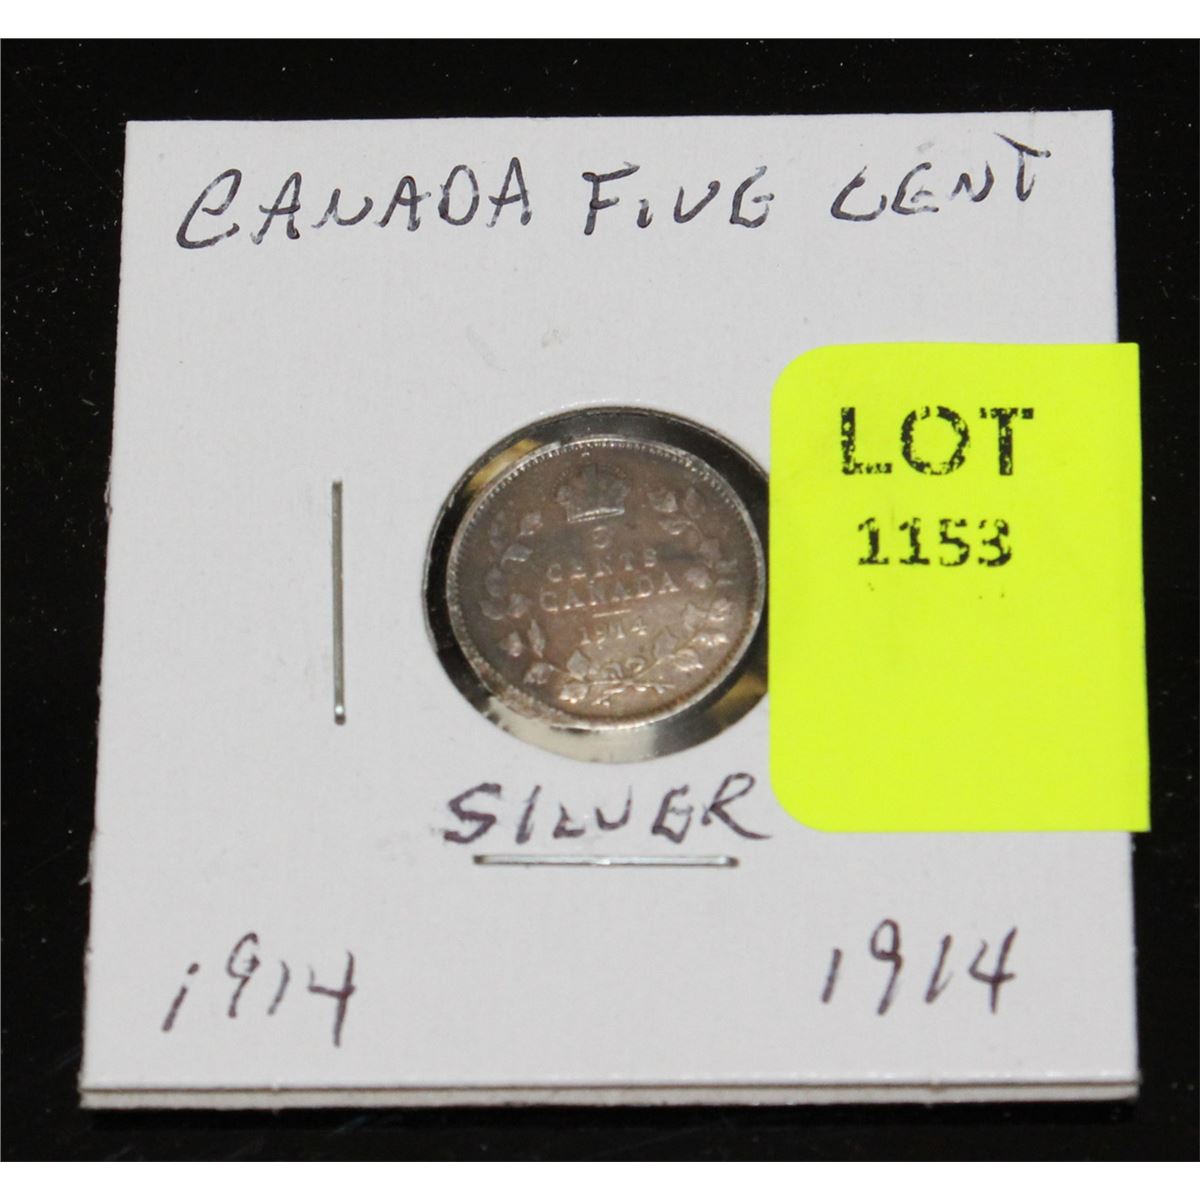 CANADA FIVE CENT
LOT
1153
5
CENTS
CANADA
1914
SILVER
1914 1914